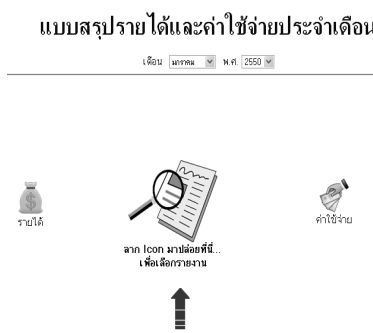 แบบสรุปรายได้และค่าใช้จ่ายประจำเดือน
เดือน มกราคม พ.ศ. 2550
รายได้
ค่าใช้จ่าย
ลาก Icon มาปล่อยที่นี่...
เพื่อเลือกรายงาน